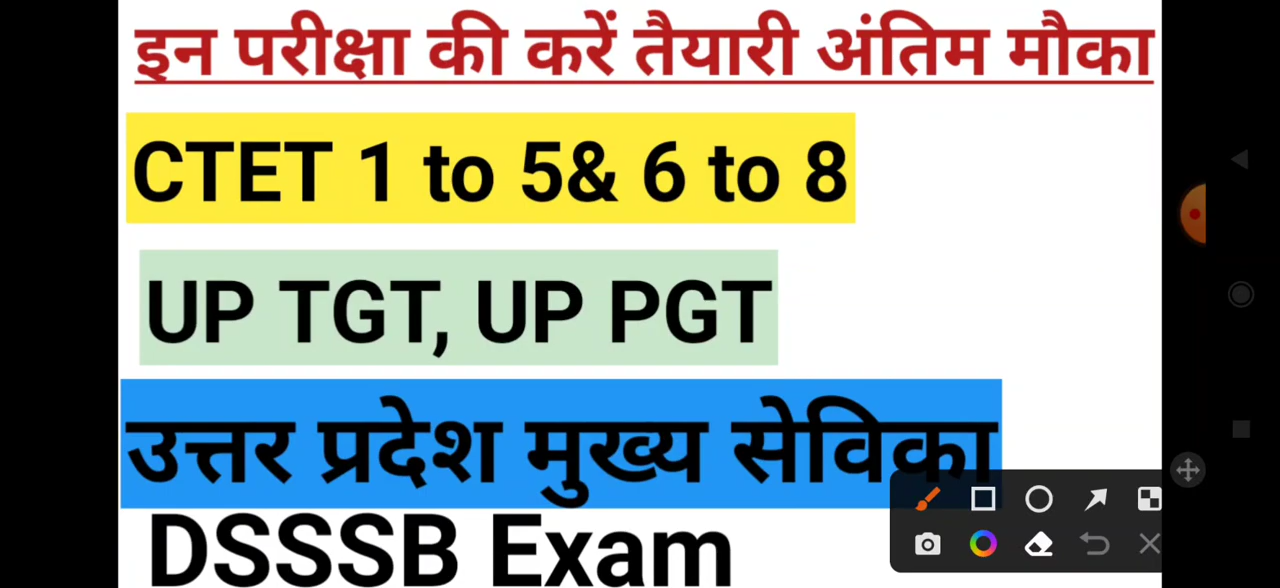 इन परीक्षा की करें तैयारी अंतिम मौका
CTET 1 to 5& 6 to 8
UP TGT, UP PGT
उत्तर प्रदेश मुख्य सेविका
DSSSB Exam